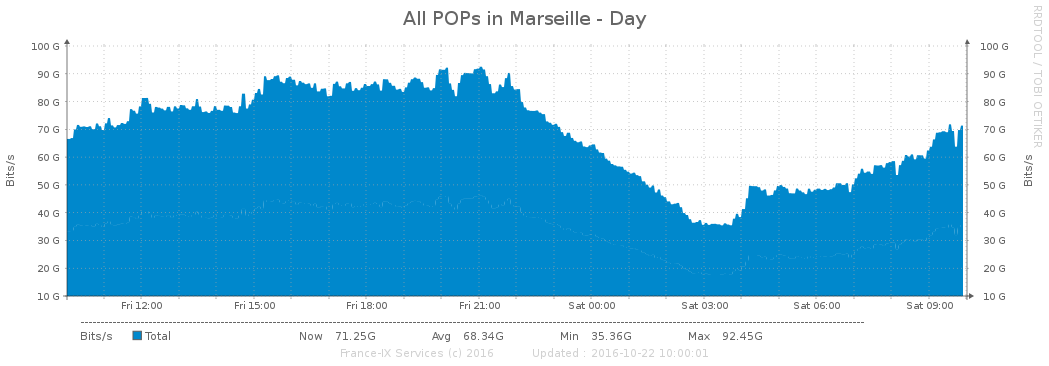 All POPs in Marseille - Day
RRDTOOL / TOBI OETIKER
Bits/s
100 G
90 G
80 G
70 G
60 G
50 G
40 G
30 G
20 G
10 G
100 G
90 G
80 G
70 G
60 G
50 G
40 G
30 G
20 G
10 G
Bits/s
Fri 12:00 Fri 15:00 Fri 18:00 Fri 21:00 Sat 00:00 Sat 03:00 Sat 06:00 Sat 09:00
Bits/s Total Now 71.25G Avg 68.34G Min 35.36G Max 92.45G
France-IX Services (c) 2016 Updated : 2016-10-22 10:00:01